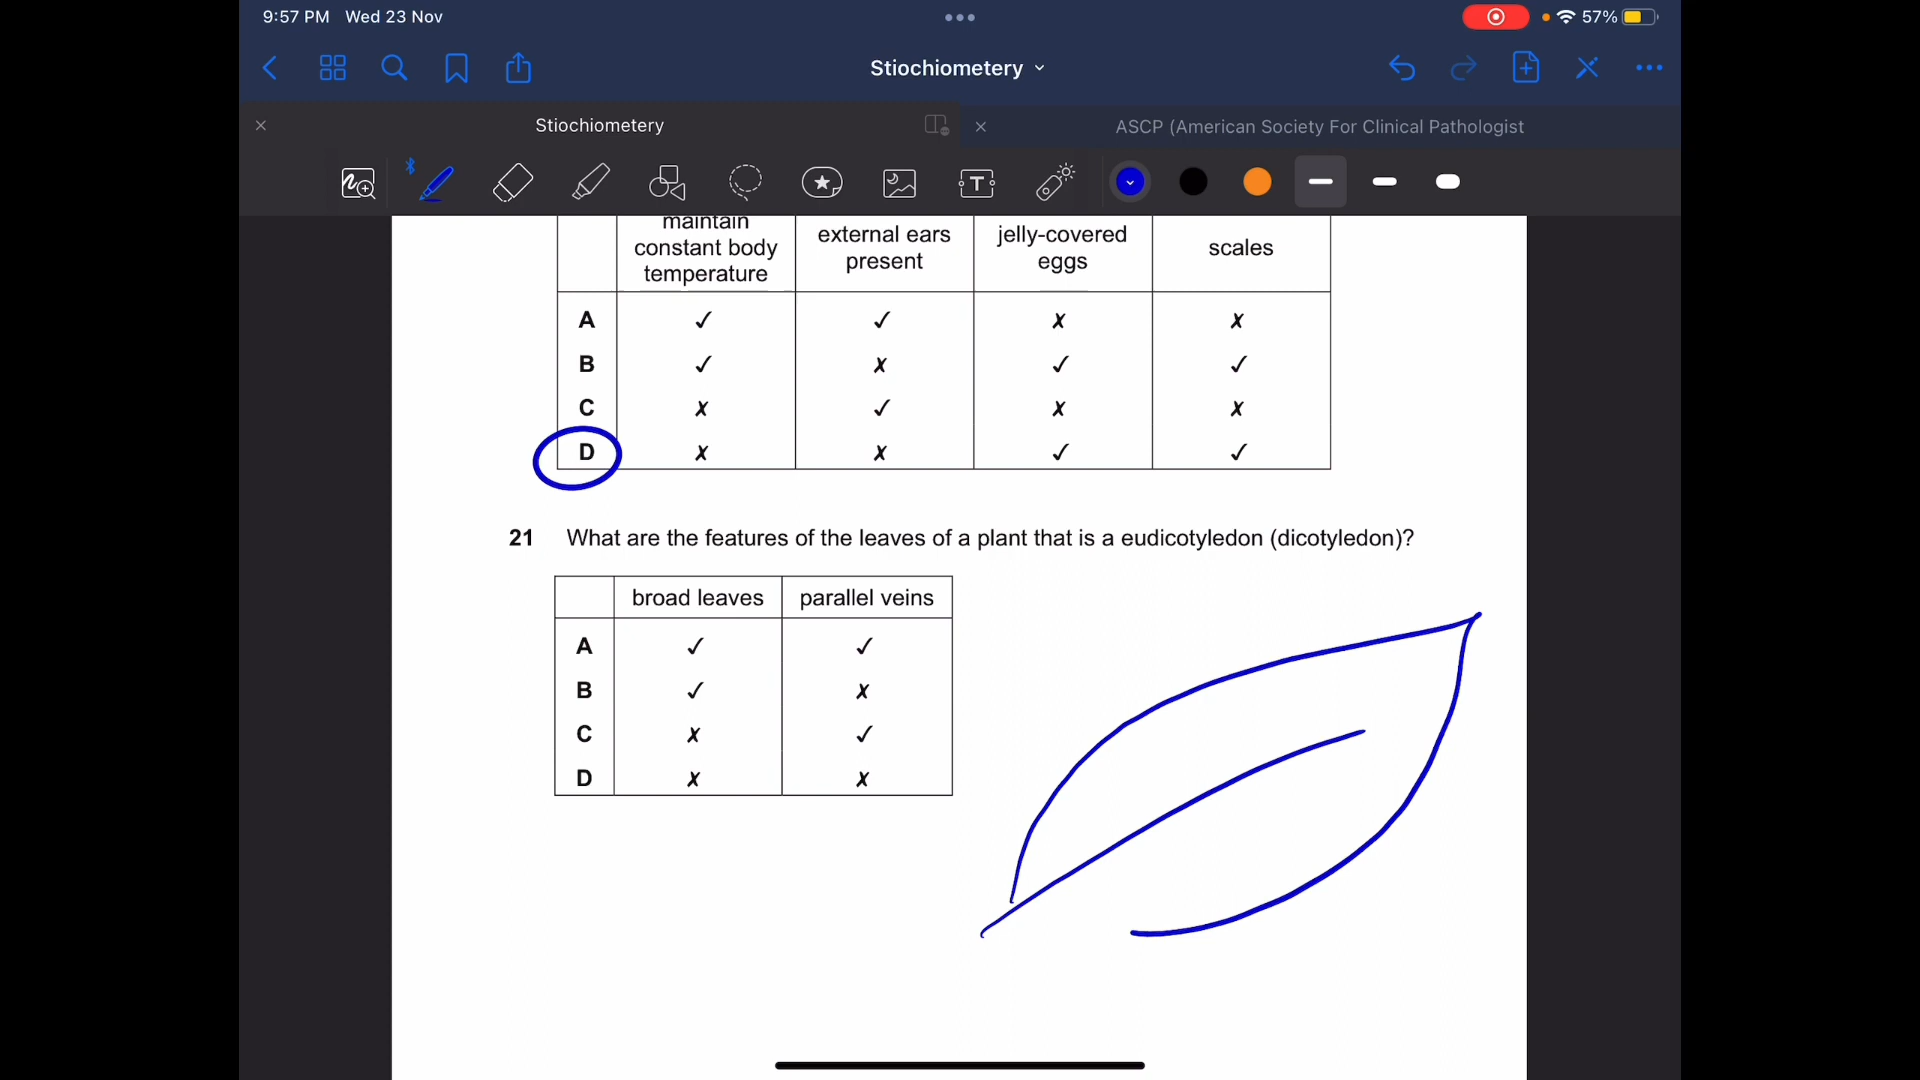 9:57 PM Wed 23 Nov
57%
Stiochiometery
Stiochiometery
ASCP (American Society For Clinical Pathologist
T
maintain constant body temperature external ears present jelly-covered eggs scales
A ✓ ✓ ✗ ✗
B ✓ ✗ ✓ ✓
C ✗ ✓ ✗ ✗
D ✗ ✗ ✓ ✓
21 What are the features of the leaves of a plant that is a eudicotyledon (dicotyledon)?
broad leaves parallel veins
A ✓ ✓
B ✓ ✗
C ✗ ✓
D ✗ ✗